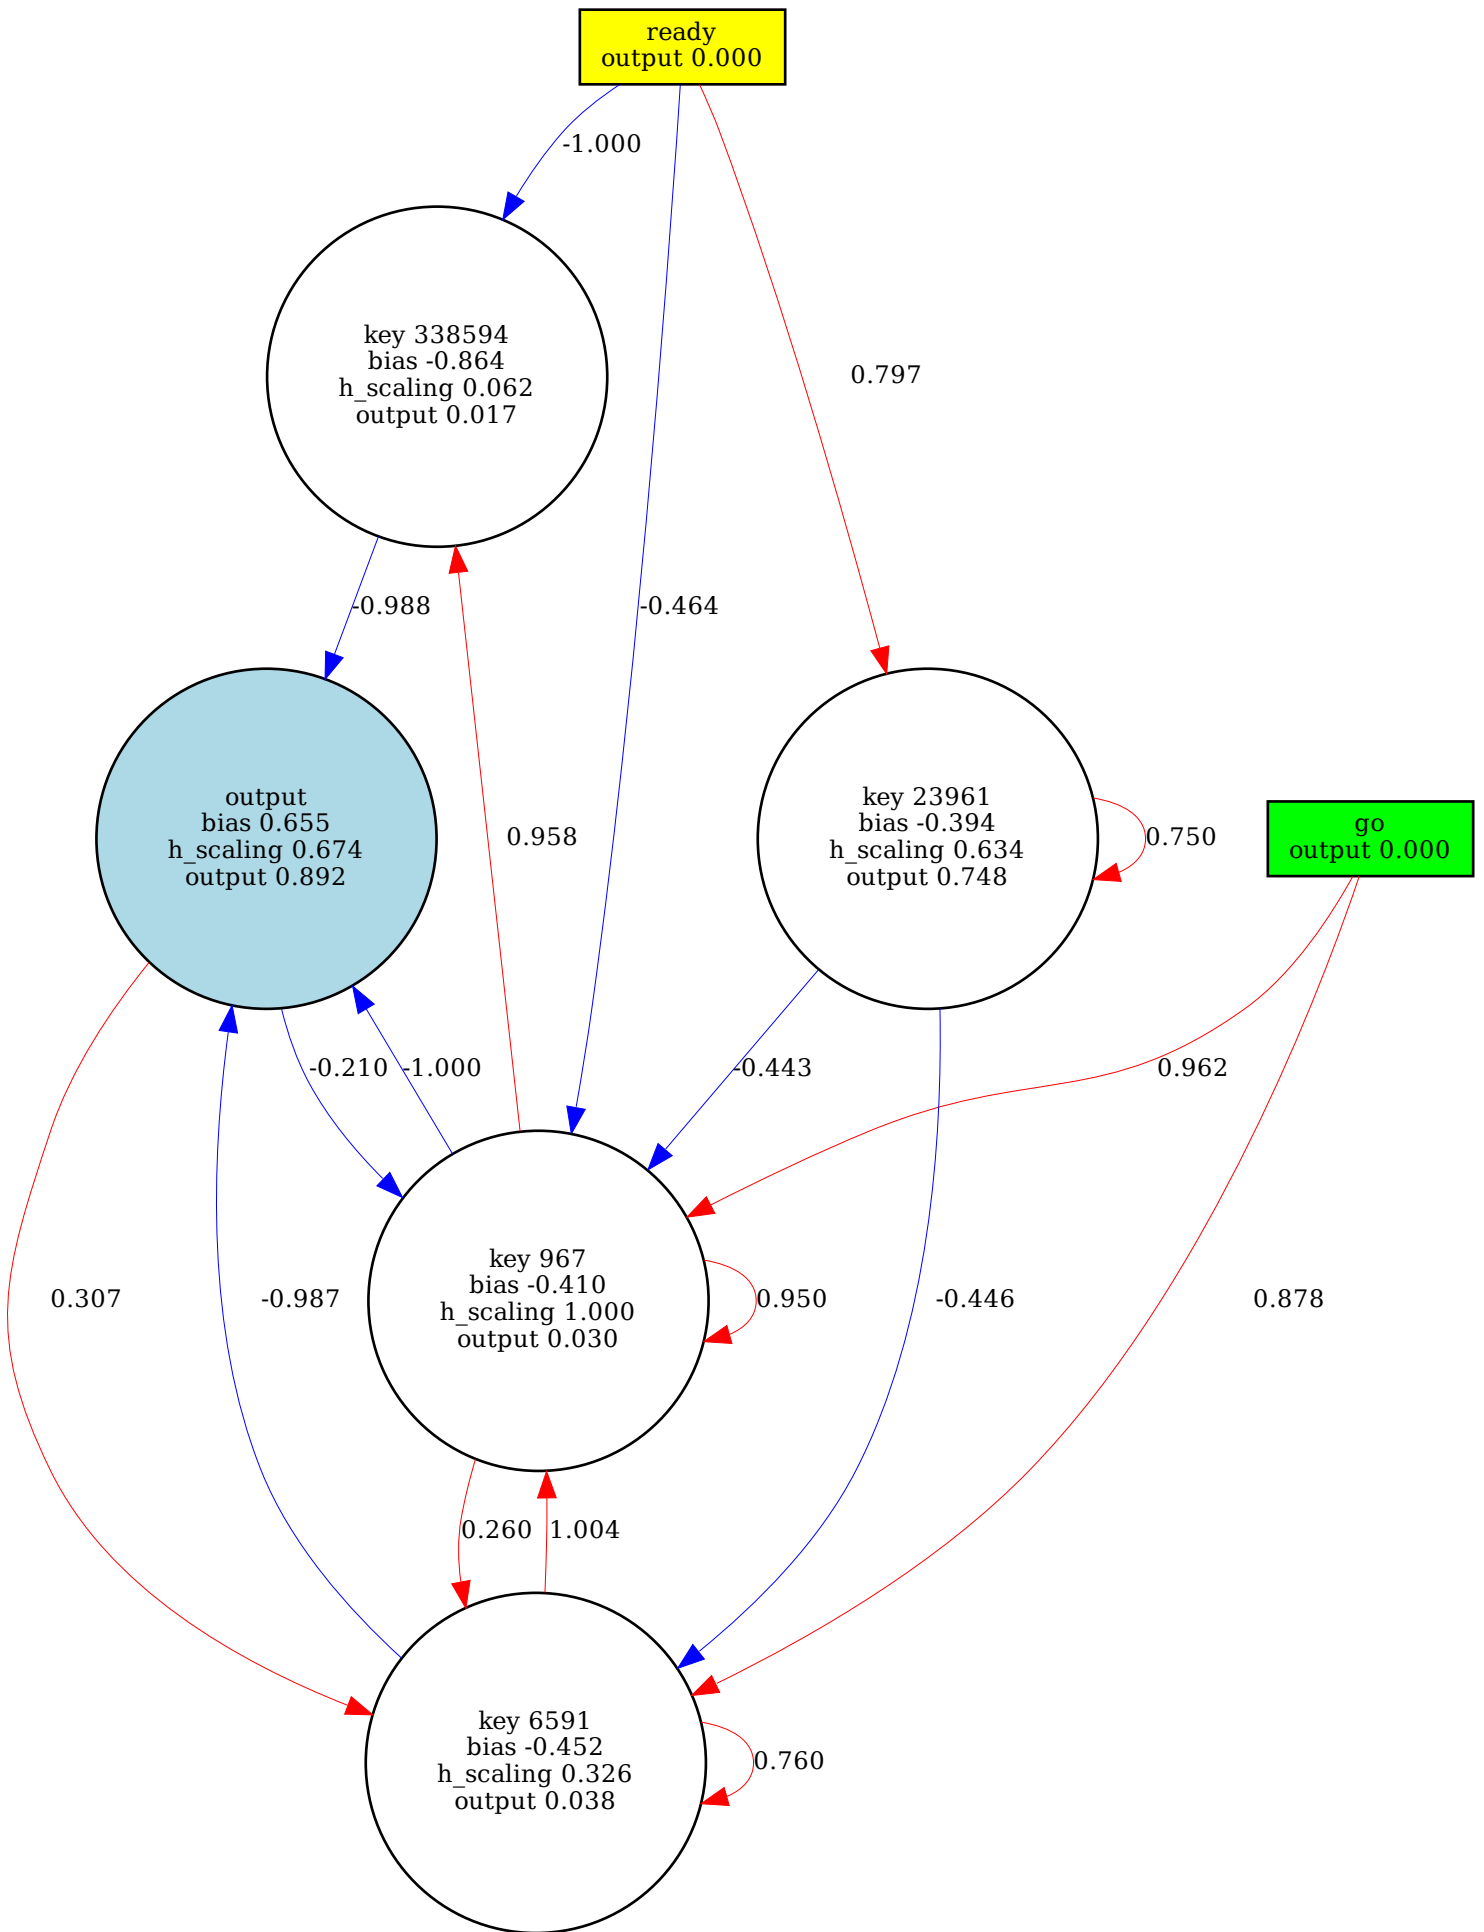 ready
output 0.000
-1.000
key 338594
bias -0.864
h_scaling 0.062
output 0.017
0.797
-0.988
-0.464
output
bias 0.655
h_scaling 0.674
output 0.892
0.958
key 23961
bias -0.394
h_scaling 0.634
output 0.748
0.750
go
output 0.000
-0.210
-1.000
-0.443
0.962
0.307
-0.987
key 967
bias -0.410
h_scaling 1.000
output 0.030
0.950
-0.446
0.878
0.260
1.004
key 6591
bias -0.452
h_scaling 0.326
output 0.038
0.760